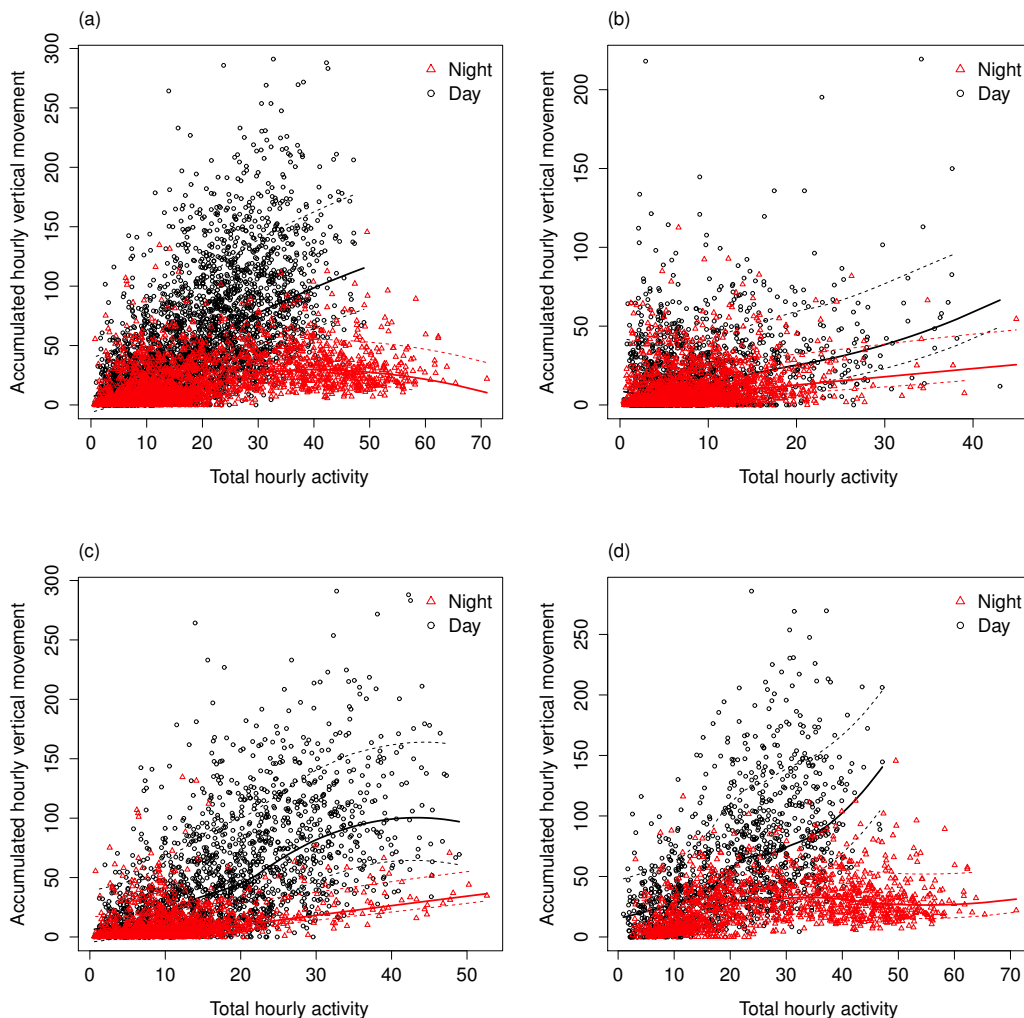 (a)
Accumulated hourly vertical movement
0 50 100 150 200 250 300
Night
Day
0 10 20 30 40 50 60 70
Total hourly activity
(b)
Accumulated hourly vertical movement
0 50 100 150 200
Night
Day
0 10 20 30 40
Total hourly activity
(c)
Accumulated hourly vertical movement
0 50 100 150 200 250 300
Night
Day
0 10 20 30 40 50
Total hourly activity
(d)
Accumulated hourly vertical movement
0 50 100 150 200 250
Night
Day
0 10 20 30 40 50 60 70
Total hourly activity